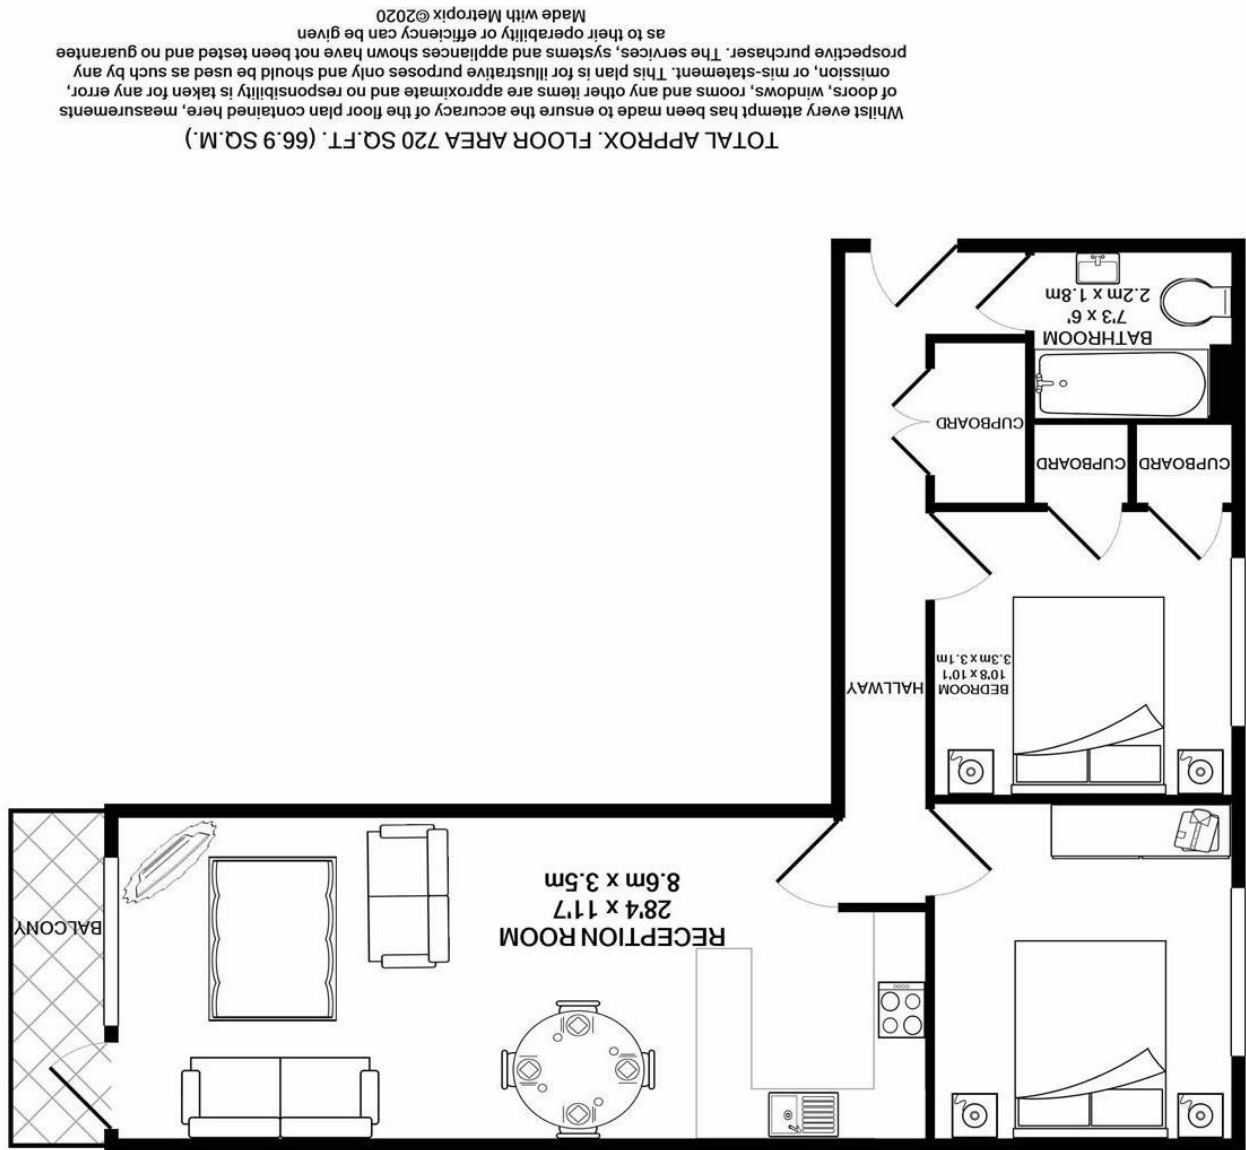 BALCONY
RECEPTION ROOM
28'4 x 11'7
8.6m x 3.5m
HALLWAY
BEDROOM
10'8 x 10'1
3.3m x 3.1m
CUPBOARD
CUPBOARD
CUPBOARD
BATHROOM
7'3 x 6'
2.2m x 1.8m
TOTAL APPROX. FLOOR AREA 720 SQ.FT. (66.9 SQ.M.)
Whilst every attempt has been made to ensure the accuracy of the floor plan contained here, measurements
of doors, windows, rooms and any other items are approximate and no responsibility is taken for any error,
omission, or mis-statement. This plan is for illustrative purposes only and should be used as such by any
prospective purchaser. The services, systems and appliances shown have not been tested and no guarantee
as to their operability or efficiency can be given
Made with Metropix ©2020